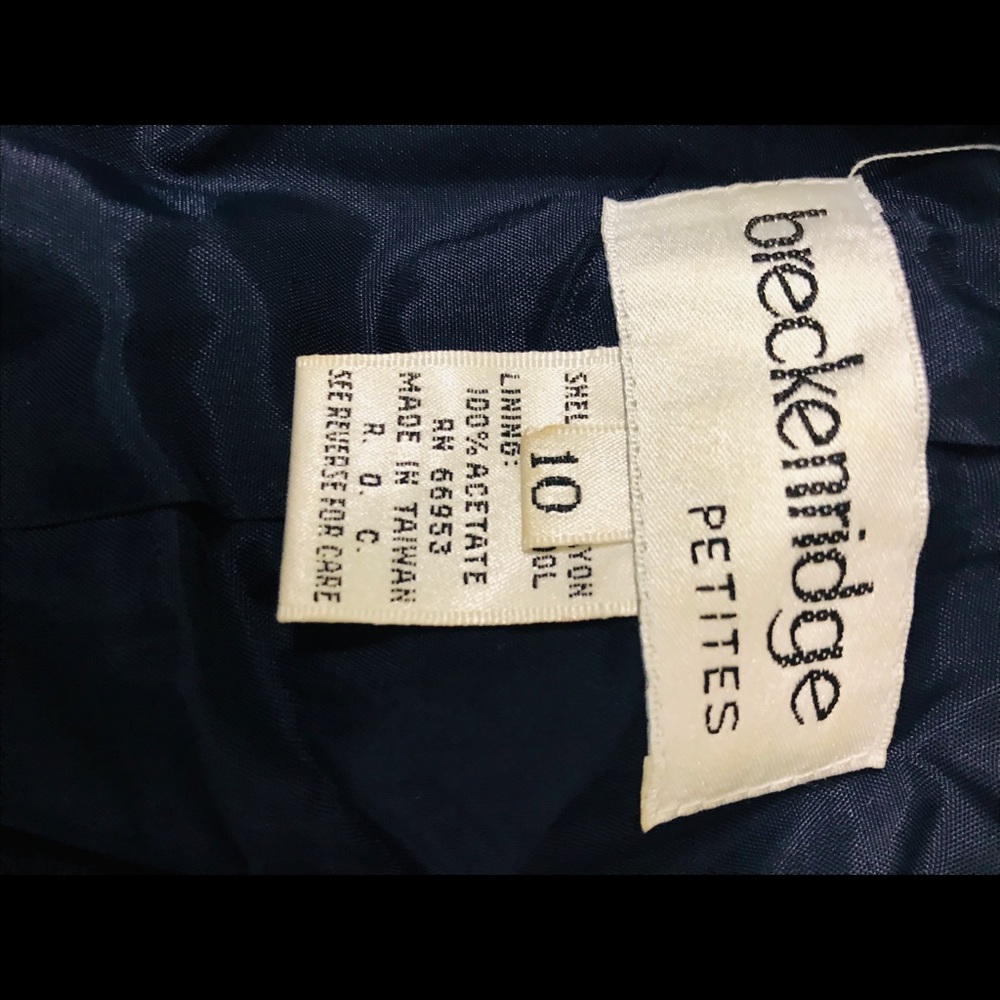 breckenridge
PETITES
10
LINING:
100% ACETATE
RN 66953
MADE IN TAIWAN
R. O. C.
SEE REVERSE FOR CARE